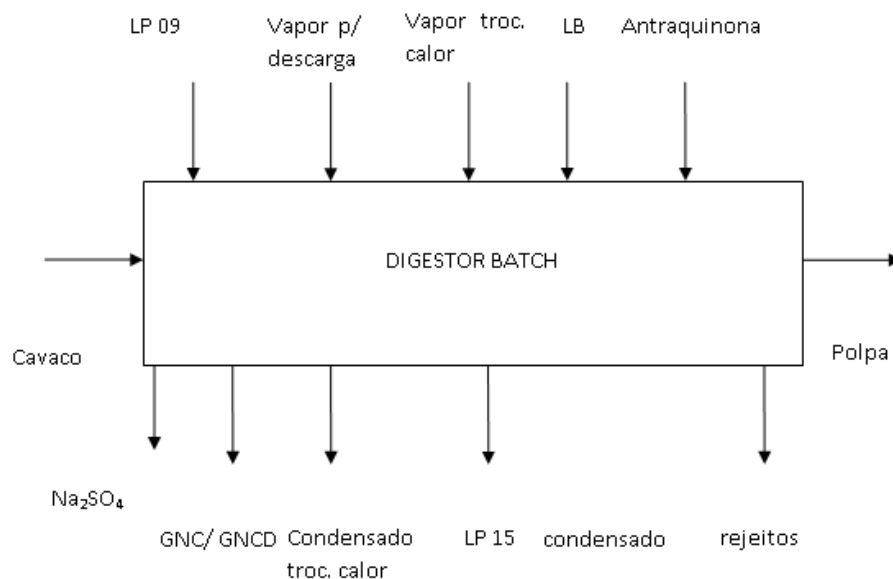 LP 09
Vapor p/
descarga
Vapor troc.
calor
LB
Antraquinona
DIGESTOR BATCH
Cavaco
Polpa
Na₂SO₄
GNC/ GNCD
Condensado
troc. calor
LP 15
condensado
rejeitos